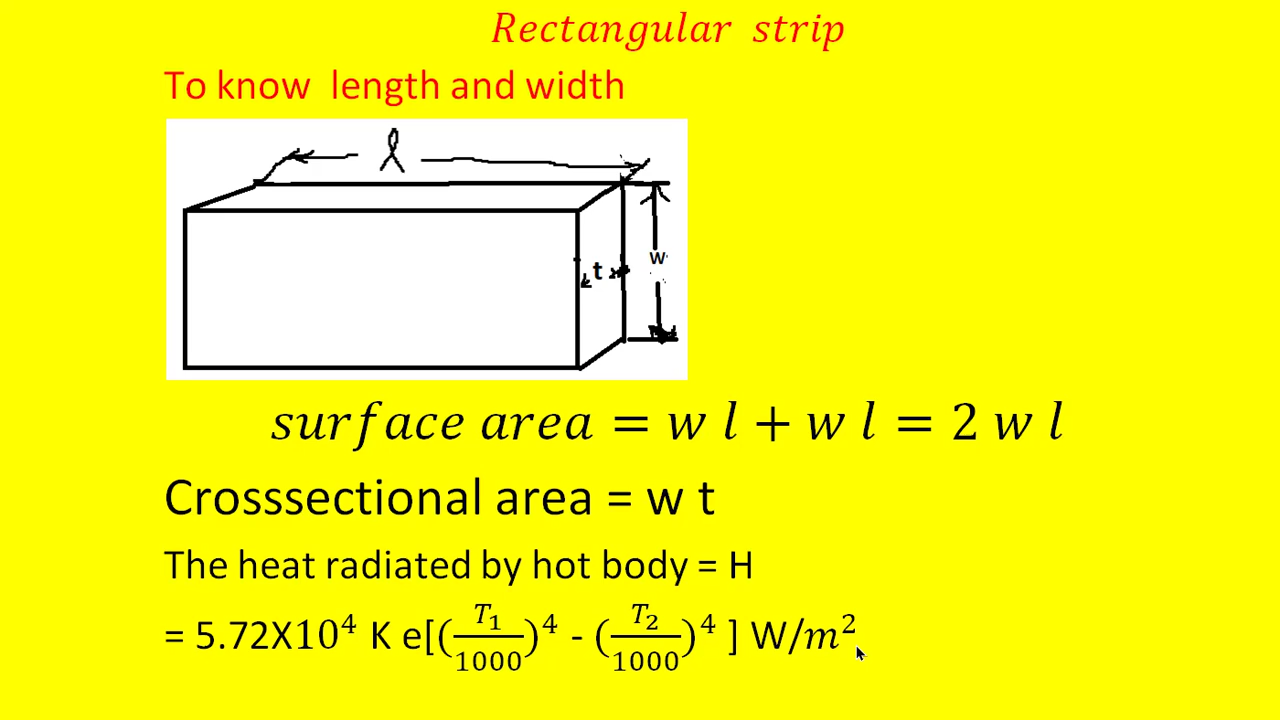 Rectangular strip
To know length and width
l
t
w
surface area = w l + w l = 2 w l
Crosssectional area = w t
The heat radiated by hot body = H
= 5.72X10⁴ K e[(T₁/1000)⁴ - (T₂/1000)⁴ ] W/m²